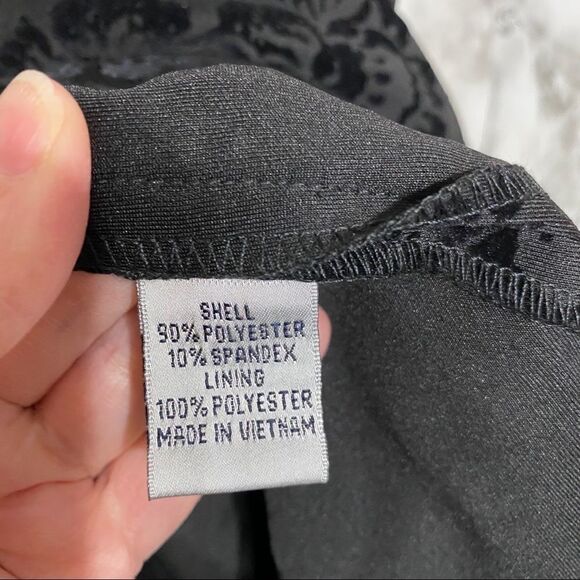 SHELL
90% POLYESTER
10% SPANDEX
LINING
100% POLYESTER
MADE IN VIETNAM